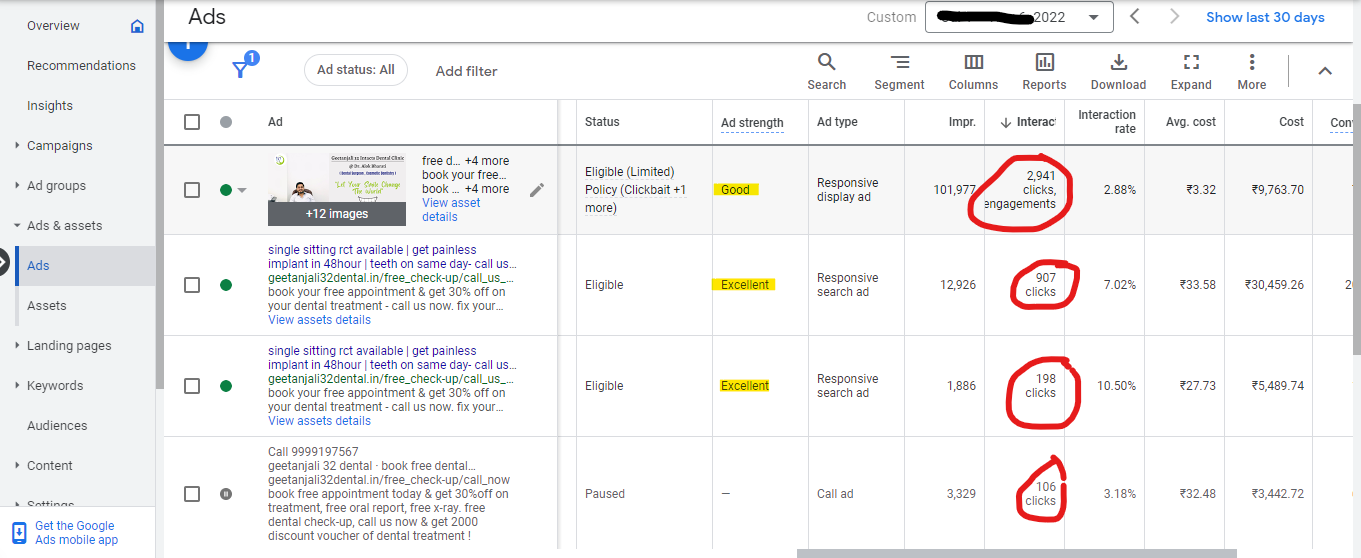 Overview
Recommendations
Insights
Campaigns
Ad groups
Ads & assets
Ads
Assets
Landing pages
Keywords
Audiences
Content
Settings
Get the Google
Ads mobile app
Ads
Custom
2022
Show last 30 days
1
Ad status: All
Add filter
Search
Segment
Columns
Reports
Download
Expand
More
Ad
Status
Ad strength
Ad type
Impr.
Interact
Interaction
rate
Avg. cost
Cost
Conv
Geetanjali 32 Intacs Dental Clinic
"Let Your Smile Change
The World"
+12 images
free d... +4 more
book your free...
book ... +4 more
View asset
details
Eligible (Limited)
Policy (Clickbait +1
more)
Good
Responsive
display ad
101,977
2,941
clicks,
engagements
2.88%
₹3.32
₹9,763.70
single sitting rct available | get painless
implant in 48hour | teeth on same day- call us...
geetanjali32dental.in/free_check-up/call_us_...
book your free appointment & get 30% off on
your dental treatment - call us now. fix your...
View assets details
Eligible
Excellent
Responsive
search ad
12,926
907
clicks
7.02%
₹33.58
₹30,459.26
single sitting rct available | get painless
implant in 48hour | teeth on same day- call us...
geetanjali32dental.in/free_check-up/call_us_...
book your free appointment & get 30% off on
your dental treatment - call us now. fix your...
View assets details
Eligible
Excellent
Responsive
search ad
1,886
198
clicks
10.50%
₹27.73
₹5,489.74
Call 9999197567
geetanjali 32 dental · book free dental...
geetanjali32dental.in/free_check-up/call_now
book free appointment today & get 30%off on
treatment, free oral report, free x-ray. free
dental check-up, call us now & get 2000
discount voucher of dental treatment !
Paused
—
Call ad
3,329
106
clicks
3.18%
₹32.48
₹3,442.72